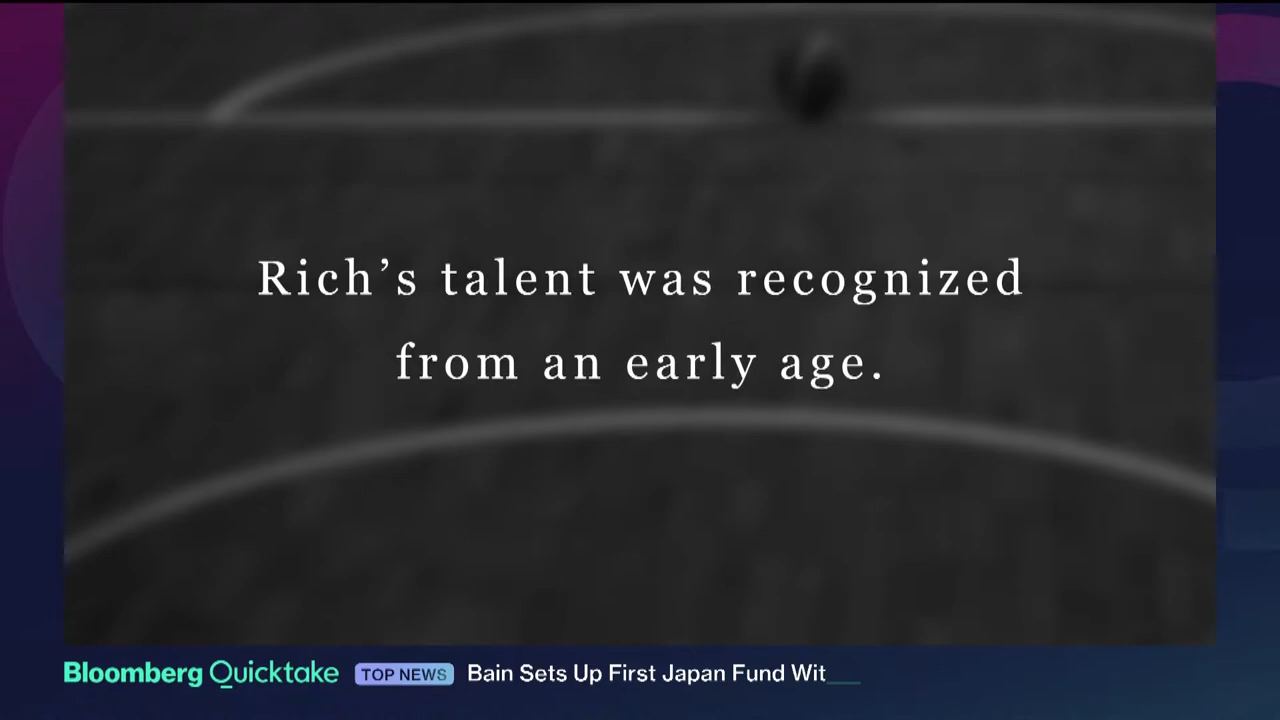 Rich’s talent was recognized
from an early age.
Bloomberg Quicktake TOP NEWS Bain Sets Up First Japan Fund Wit